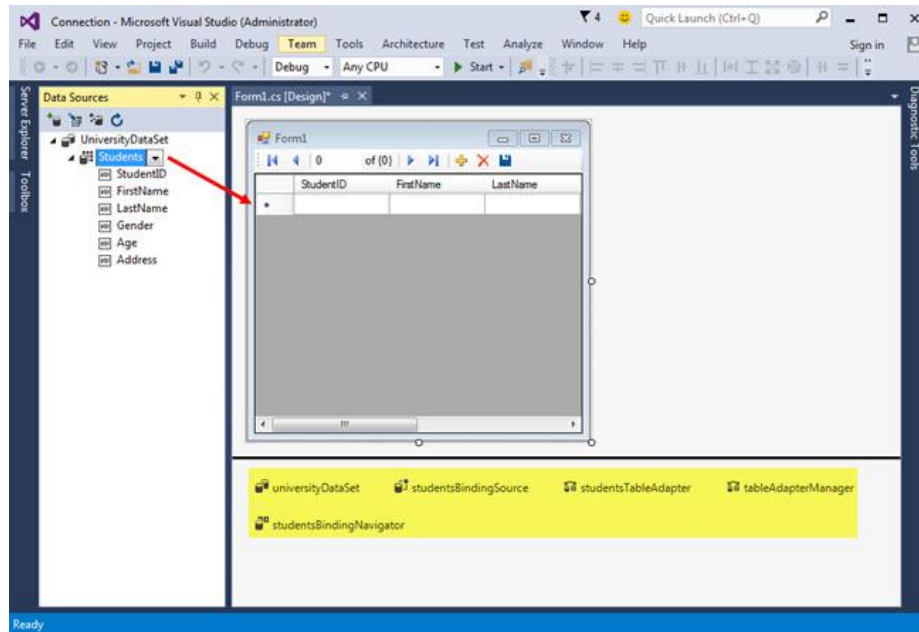 Connection - Microsoft Visual Studio (Administrator)
4
Quick Launch (Ctrl+Q)
File Edit View Project Build Debug Team Tools Architecture Test Analyze Window Help
Sign in
Debug Any CPU Start
Server Explorer
Toolbox
Data Sources
UniversityDataSet
Students
StudentID
FirstName
LastName
Gender
Age
Address
Form1.cs [Design]*
Form1
0 of {0}
StudentID FirstName LastName
universityDataSet studentsBindingSource studentsTableAdapter tableAdapterManager
studentsBindingNavigator
Diagnostic Tools
Ready